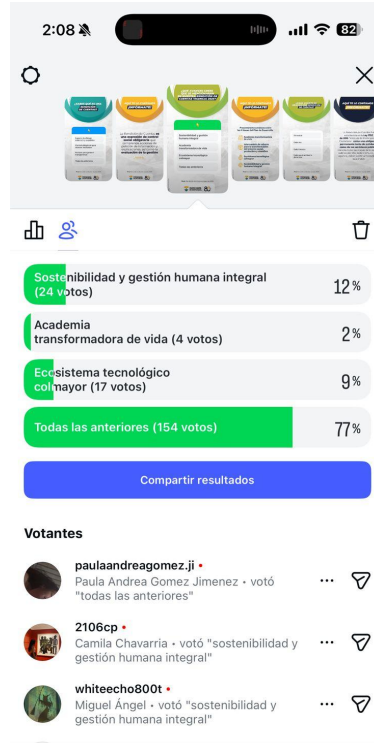 2:08
82
¡INFÓRMATE!
¡INFÓRMATE!
Sostenibilidad y gestión humana integral
(24 votos)
12%
Academia
transformadora de vida (4 votos)
2%
Ecosistema tecnológico
colmayor (17 votos)
9%
Todas las anteriores (154 votos)
77%
Compartir resultados
Votantes
paulaandreagomez.ji •
Paula Andrea Gomez Jimenez • votó
"todas las anteriores"
2106cp •
Camila Chavarria • votó "sostenibilidad y
gestión humana integral"
whiteecho800t •
Miguel Ángel • votó "sostenibilidad y
gestión humana integral"